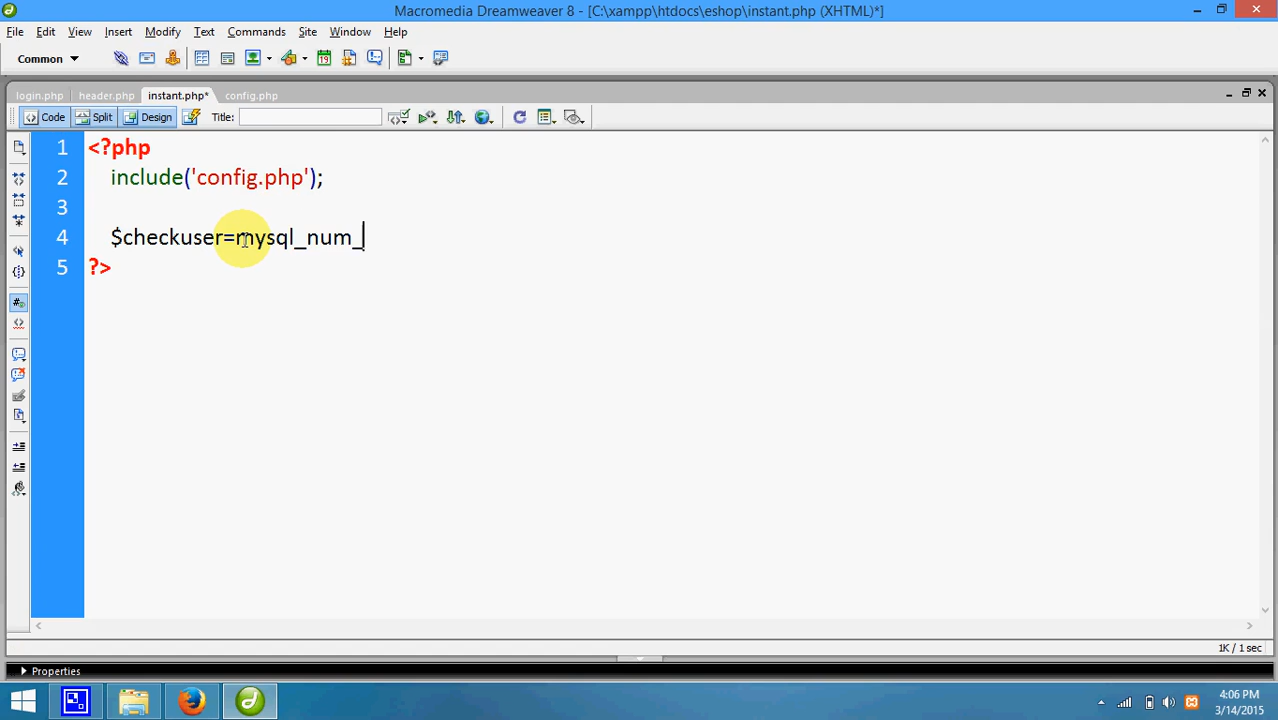 Macromedia Dreamweaver 8 - [C:\xampp\htdocs\eshop\instant.php (XHTML)*]
File Edit View Insert Modify Text Commands Site Window Help
Common
login.php header.php instant.php* config.php
Code Split Design Title:
1 <?php
2 include('config.php');
3
4 $checkuser=mysql_num_
5 ?>
1K / 1 sec
Properties
4:06 PM
3/14/2015